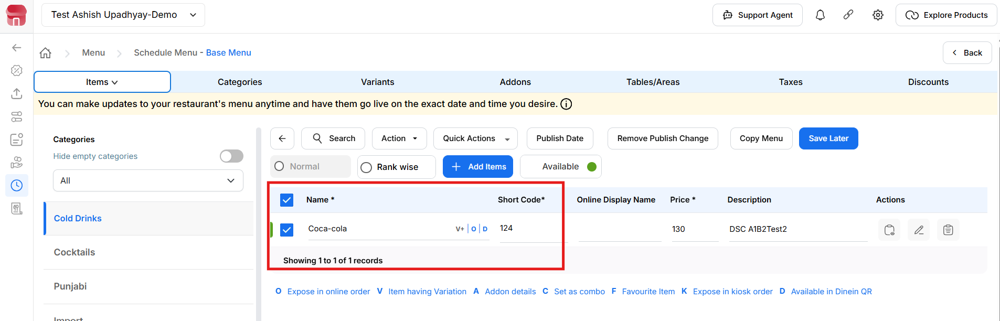 Test Ashish Upadhyay-Demo
Support Agent
Explore Products
Menu
Schedule Menu - Base Menu
Back
Items
Categories
Variants
Addons
Tables/Areas
Taxes
Discounts
You can make updates to your restaurant's menu anytime and have them go live on the exact date and time you desire.
Categories
Hide empty categories
All
Cold Drinks
Cocktails
Punjabi
Import
Search
Action
Quick Actions
Publish Date
Remove Publish Change
Copy Menu
Save Later
Normal
Rank wise
Add Items
Available
Name *
Short Code*
Online Display Name
Price *
Description
Actions
Coca-cola
V+ | O | D
124
130
DSC A1B2Test2
Showing 1 to 1 of 1 records
O Expose in online order V Item having Variation A Addon details C Set as combo F Favourite Item K Expose in kiosk order D Available in Dinein QR